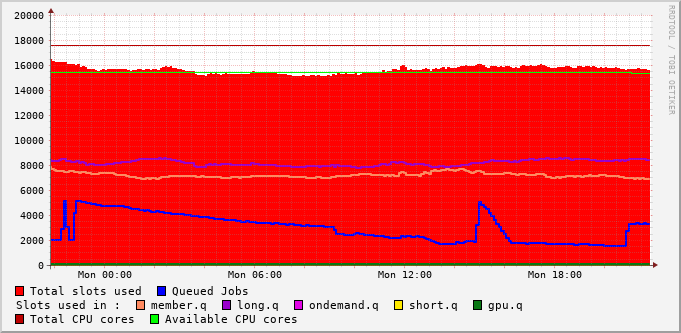 20000
18000
16000
14000
12000
10000
8000
6000
4000
2000
0
Mon 00:00 Mon 06:00 Mon 12:00 Mon 18:00
Total slots used Queued Jobs
Slots used in : member.q long.q ondemand.q short.q gpu.q
Total CPU cores Available CPU cores
RRDTOOL / TOBI OETIKER